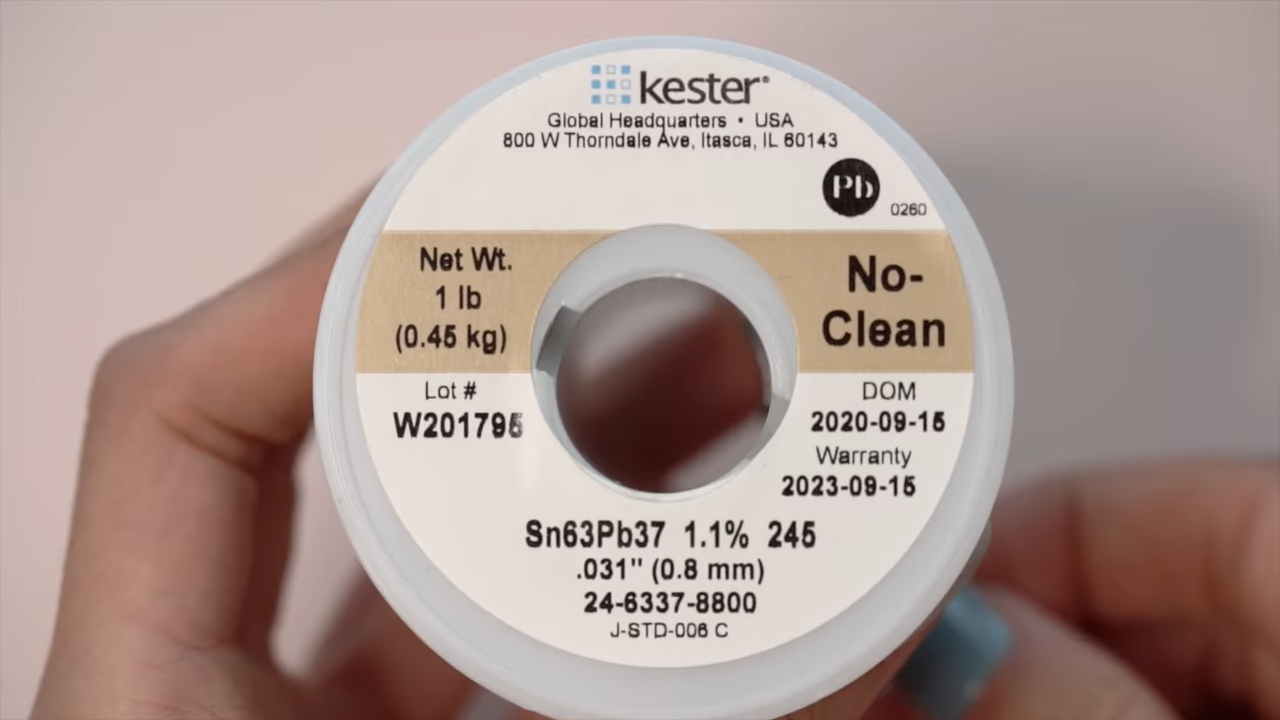 kester®
Global Headquarters • USA
800 W Thorndale Ave, Itasca, IL 60143
Pb
0260
Net Wt.
1 lb
(0.45 kg)
No-
Clean
Lot #
W201795
DOM
2020-09-15
Warranty
2023-09-15
Sn63Pb37 1.1% 245
.031" (0.8 mm)
24-6337-8800
J-STD-006 C